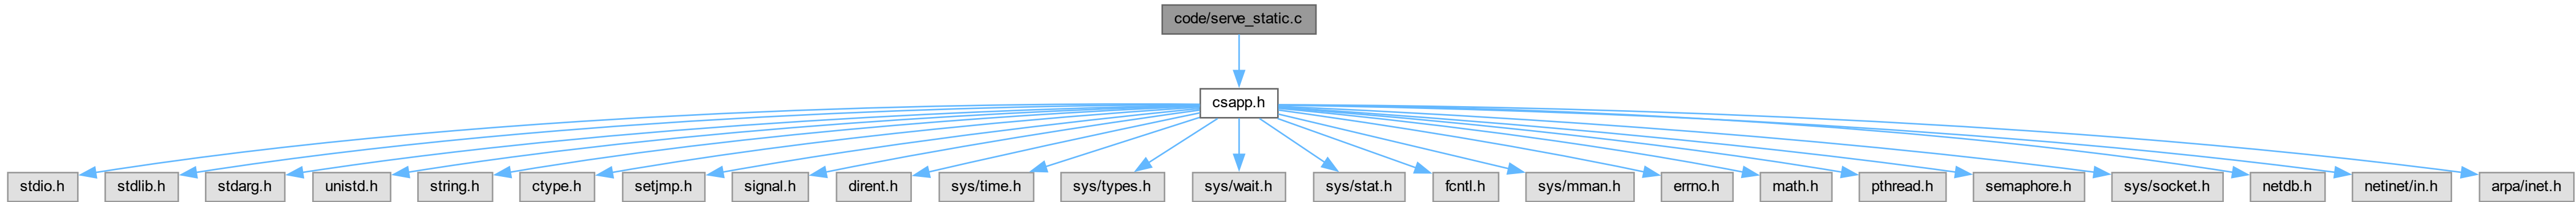 code/serve_static.c
csapp.h
stdio.h
stdlib.h
stdarg.h
unistd.h
string.h
ctype.h
setjmp.h
signal.h
dirent.h
sys/time.h
sys/types.h
sys/wait.h
sys/stat.h
fcntl.h
sys/mman.h
errno.h
math.h
pthread.h
semaphore.h
sys/socket.h
netdb.h
netinet/in.h
arpa/inet.h